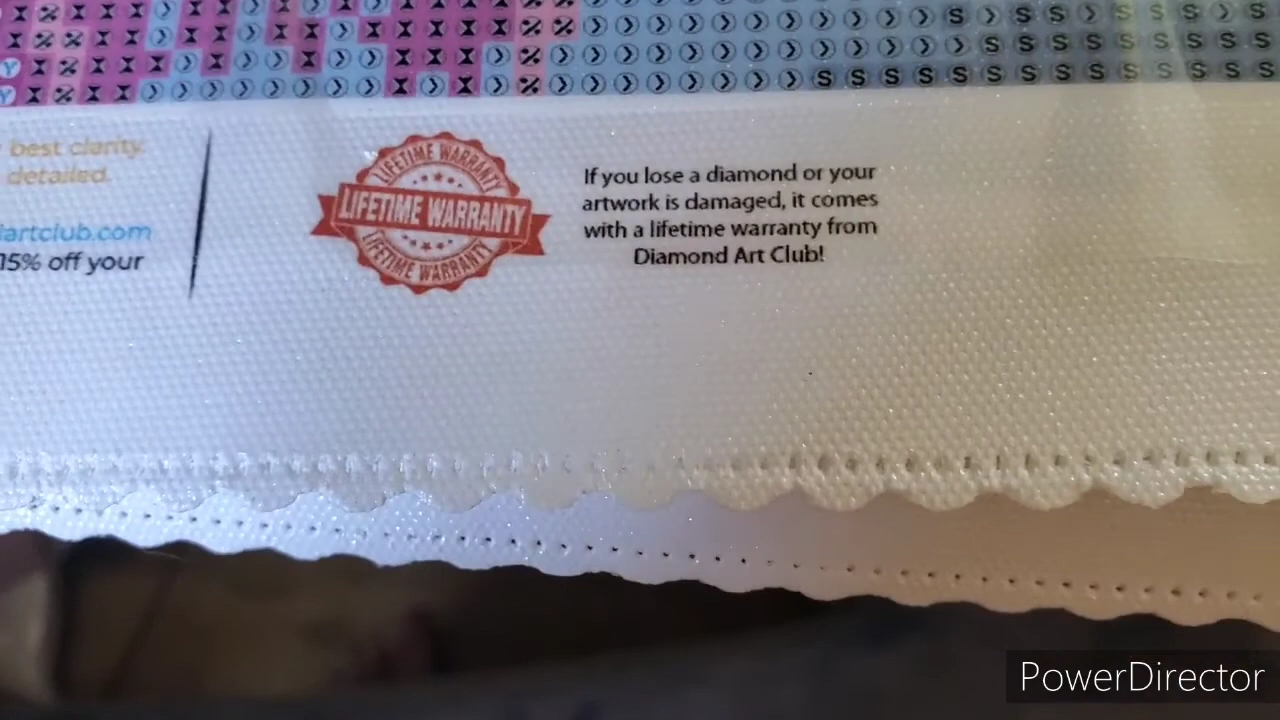 best clarity.
detailed.
artclub.com
15% off your
LIFETIME WARRANTY
LIFETIME WARRANTY
LIFETIME WARRANTY
If you lose a diamond or your
artwork is damaged, it comes
with a lifetime warranty from
Diamond Art Club!
PowerDirector